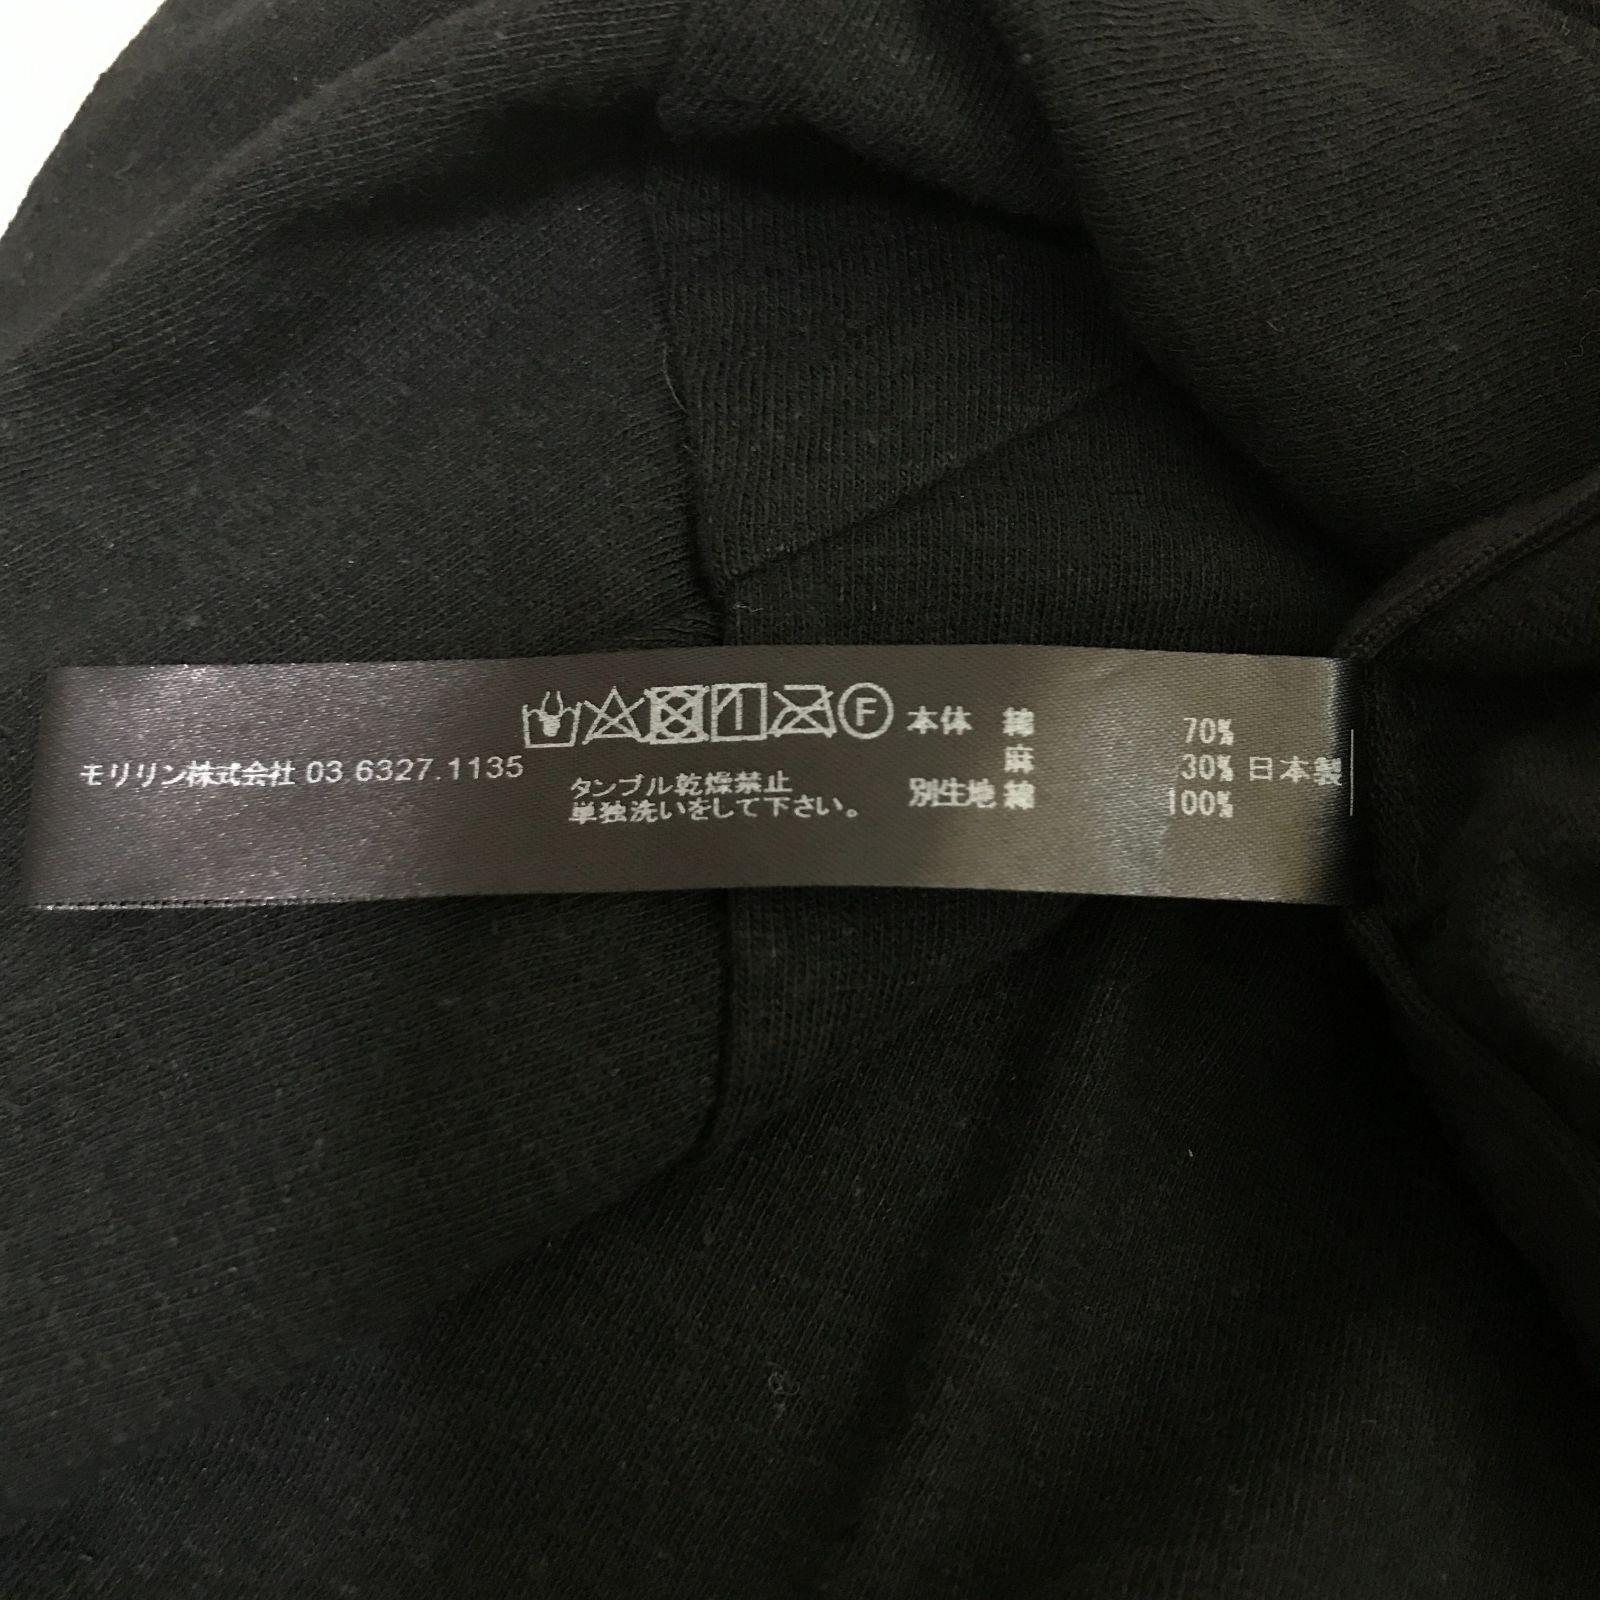 モリリン株式会社 03 6327.1135
タンブル乾燥禁止
単独洗いをして下さい。
F
本体 綿 70%
麻 30%
別生地 綿 100%
日本製